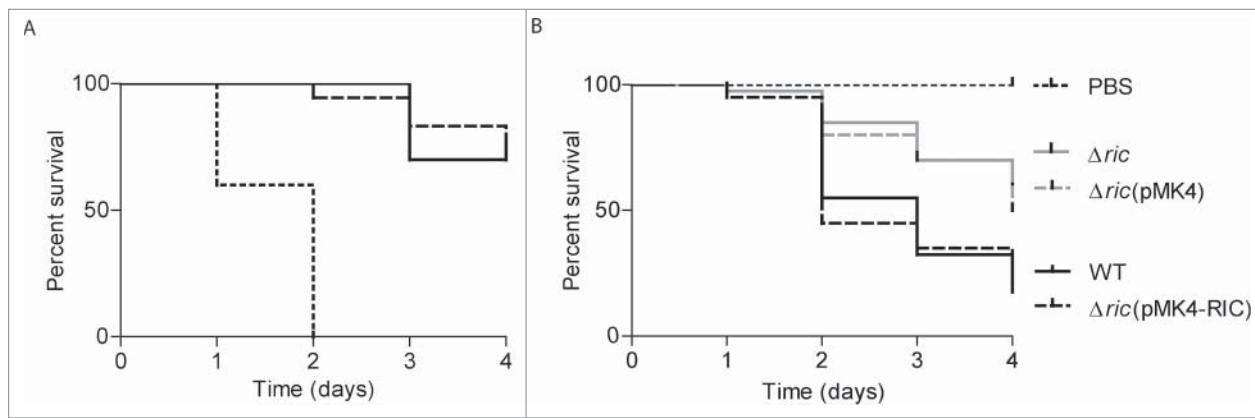 A
100
50
0
Percent survival
0 1 2 3 4
Time (days)
B
100
50
0
Percent survival
0 1 2 3 4
Time (days)
PBS
Δric
Δric(pMK4)
WT
Δric(pMK4-RIC)